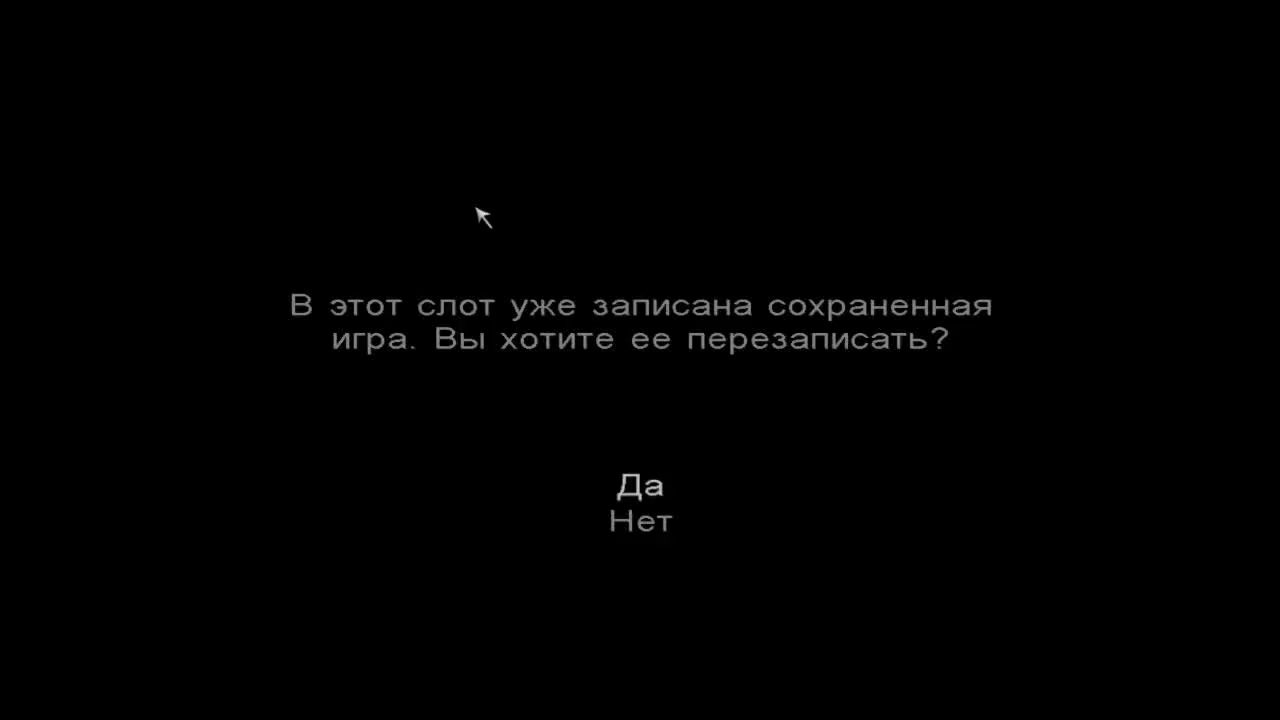 В этот слот уже записана сохраненная
игра. Вы хотите ее перезаписать?
Да
Нет